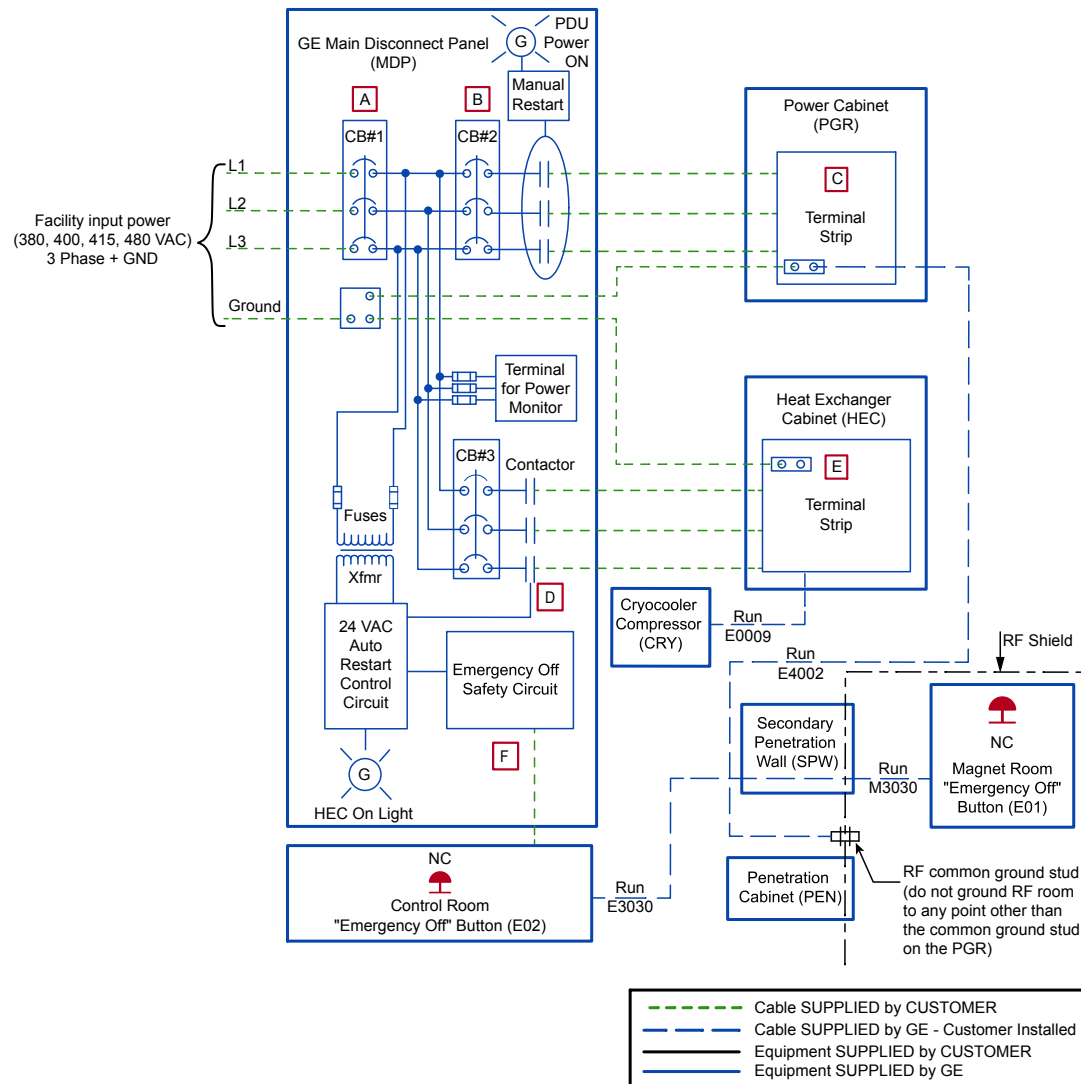 GE Main Disconnect Panel
(MDP)
G
PDU
Power
ON
Manual
Restart
A
B
CB#1
CB#2
L1
L2
L3
Facility input power
(380, 400, 415, 480 VAC)
3 Phase + GND
Ground
Power Cabinet
(PGR)
C
Terminal
Strip
Terminal
for Power
Monitor
Heat Exchanger
Cabinet (HEC)
E
Terminal
Strip
CB#3
Contactor
Fuses
Xfmr
D
24 VAC
Auto
Restart
Control
Circuit
Emergency Off
Safety Circuit
F
G
HEC On Light
Cryocooler
Compressor
(CRY)
Run
E0009
Run
E4002
RF Shield
Secondary
Penetration
Wall (SPW)
Run
M3030
NC
Magnet Room
"Emergency Off"
Button (E01)
NC
Control Room
"Emergency Off" Button (E02)
Run
E3030
Penetration
Cabinet (PEN)
RF common ground stud
(do not ground RF room
to any point other than
the common ground stud
on the PGR)
Cable SUPPLIED by CUSTOMER
Cable SUPPLIED by GE - Customer Installed
Equipment SUPPLIED by CUSTOMER
Equipment SUPPLIED by GE